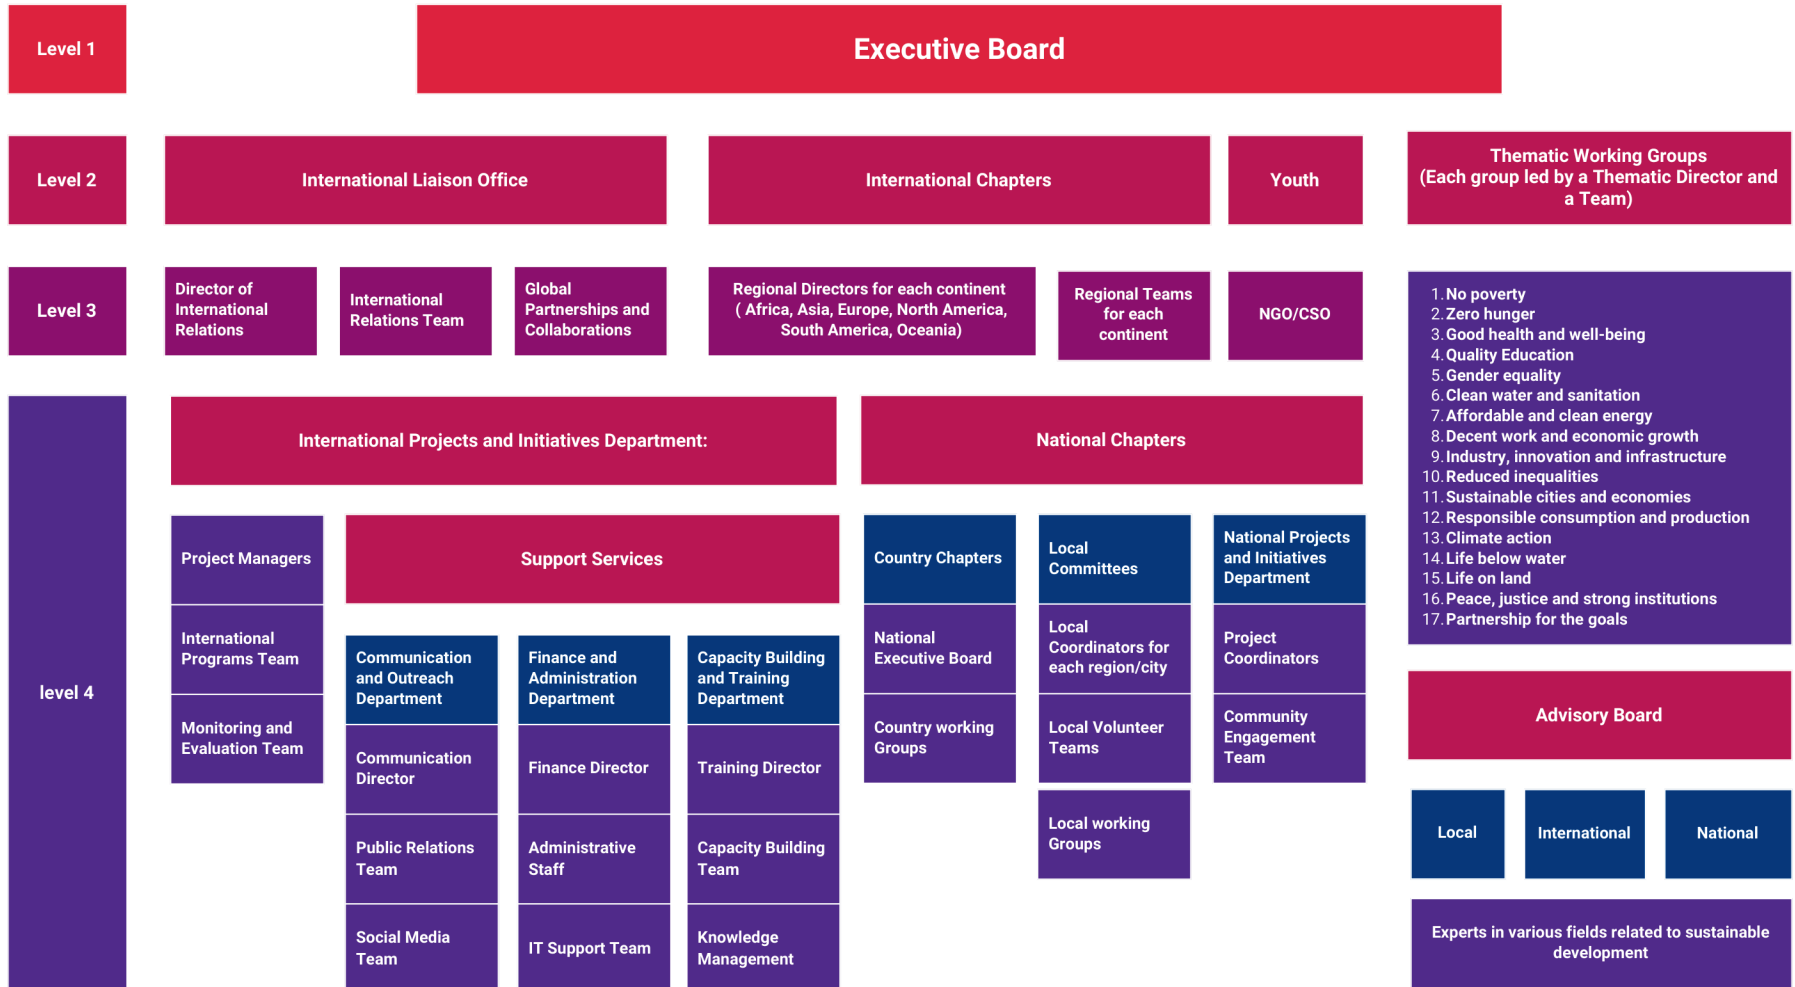 Level 1
Executive Board
Level 2
International Liaison Office
International Chapters
Youth
Thematic Working Groups
(Each group led by a Thematic Director and
a Team)
Level 3
Director of
International
Relations
International
Relations Team
Global
Partnerships and
Collaborations
Regional Directors for each continent
( Africa, Asia, Europe, North America,
South America, Oceania)
Regional Teams
for each
continent
NGO/CSO
1. No poverty
2. Zero hunger
3. Good health and well-being
4. Quality Education
5. Gender equality
6. Clean water and sanitation
7. Affordable and clean energy
8. Decent work and economic growth
9. Industry, innovation and infrastructure
10. Reduced inequalities
11. Sustainable cities and economies
12. Responsible consumption and production
13. Climate action
14. Life below water
15. Life on land
16. Peace, justice and strong institutions
17. Partnership for the goals
level 4
International Projects and Initiatives Department:
National Chapters
Project Managers
International
Programs Team
Monitoring and
Evaluation Team
Support Services
Communication
and Outreach
Department
Communication
Director
Public Relations
Team
Social Media
Team
Finance and
Administration
Department
Finance Director
Administrative
Staff
IT Support Team
Capacity Building
and Training
Department
Training Director
Capacity Building
Team
Knowledge
Management
Country Chapters
National
Executive Board
Country working
Groups
Local
Committees
Local
Coordinators for
each region/city
Local Volunteer
Teams
Local working
Groups
National Projects
and Initiatives
Department
Project
Coordinators
Community
Engagement
Team
Advisory Board
Local
International
National
Experts in various fields related to sustainable
development